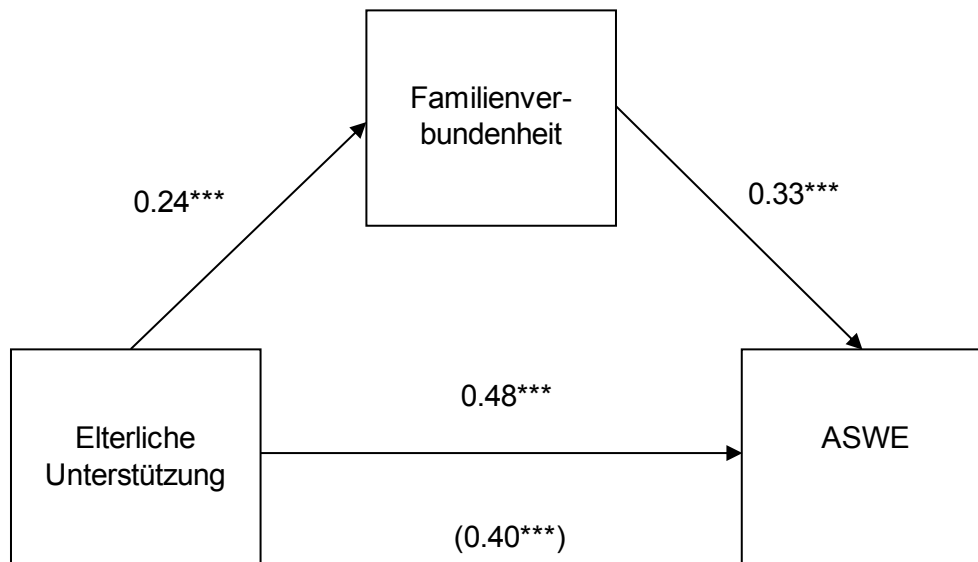 Familienver-
bundenheit
0.24***
0.33***
0.48***
Elterliche
Unterstützung
ASWE
(0.40***)